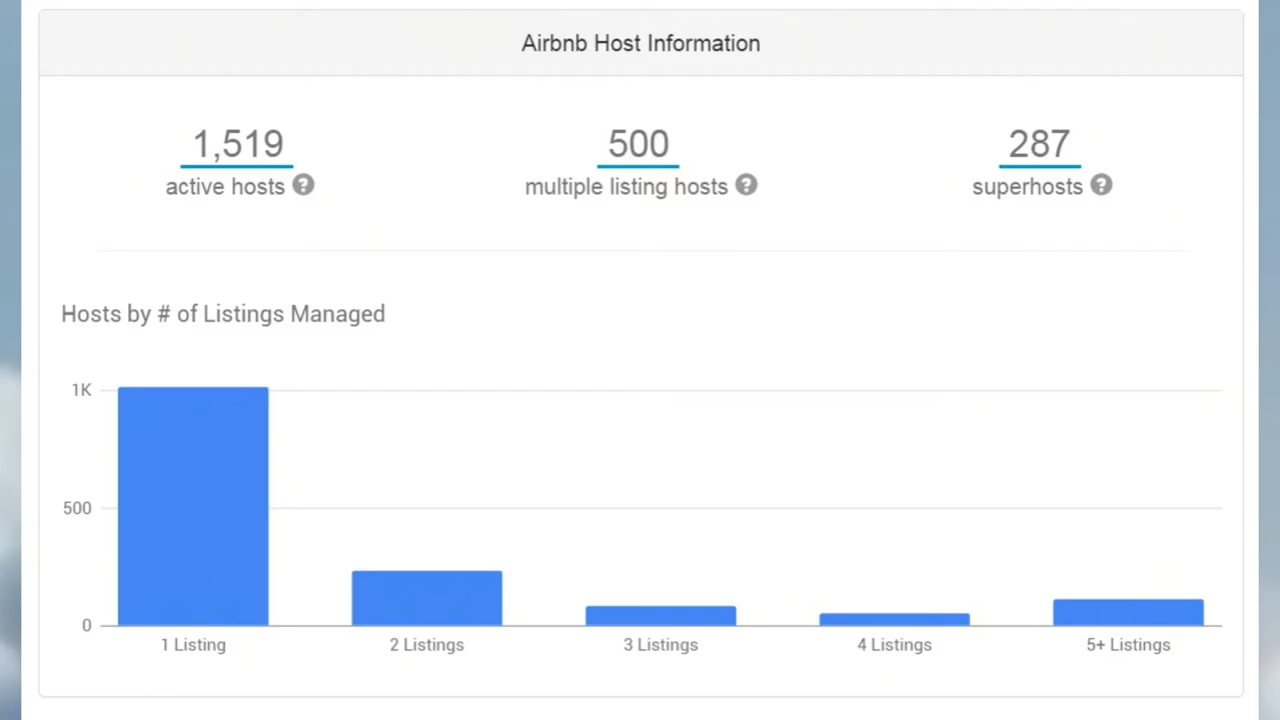 Airbnb Host Information
1,519 500 287
active hosts ? multiple listing hosts ? superhosts ?
Hosts by # of Listings Managed
1K
500
0
1 Listing 2 Listings 3 Listings 4 Listings 5+ Listings